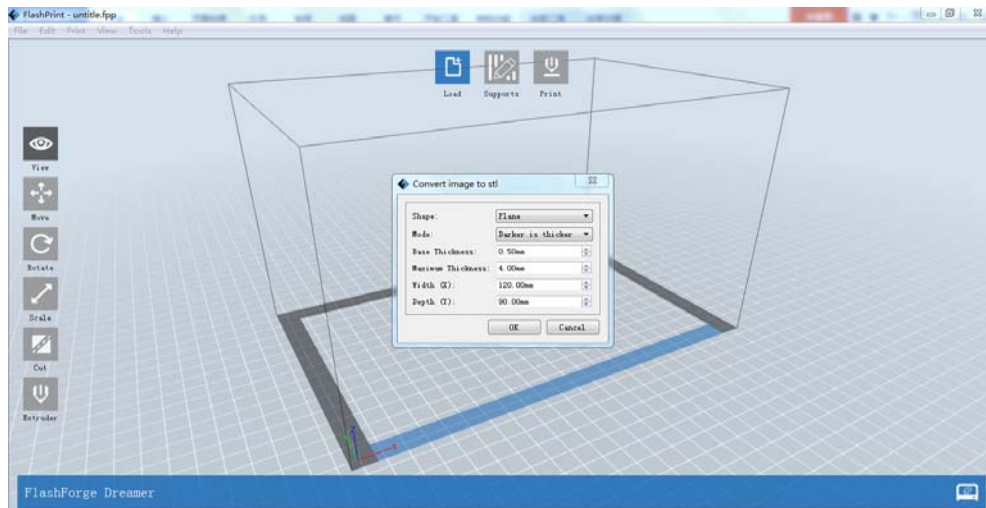 FlashPrint - untitle.fpp
File Edit Print View Tools Help
Load Supports Print
View
Move
Rotate
Scale
Cut
Extruder
Convert image to stl
Shape: Plane
Mode: Darker is thicker
Base Thickness: 0.50mm
Maximum Thickness: 4.00mm
Width (X): 120.00mm
Depth (Y): 90.00mm
OK Cancel
FlashForge Dreamer